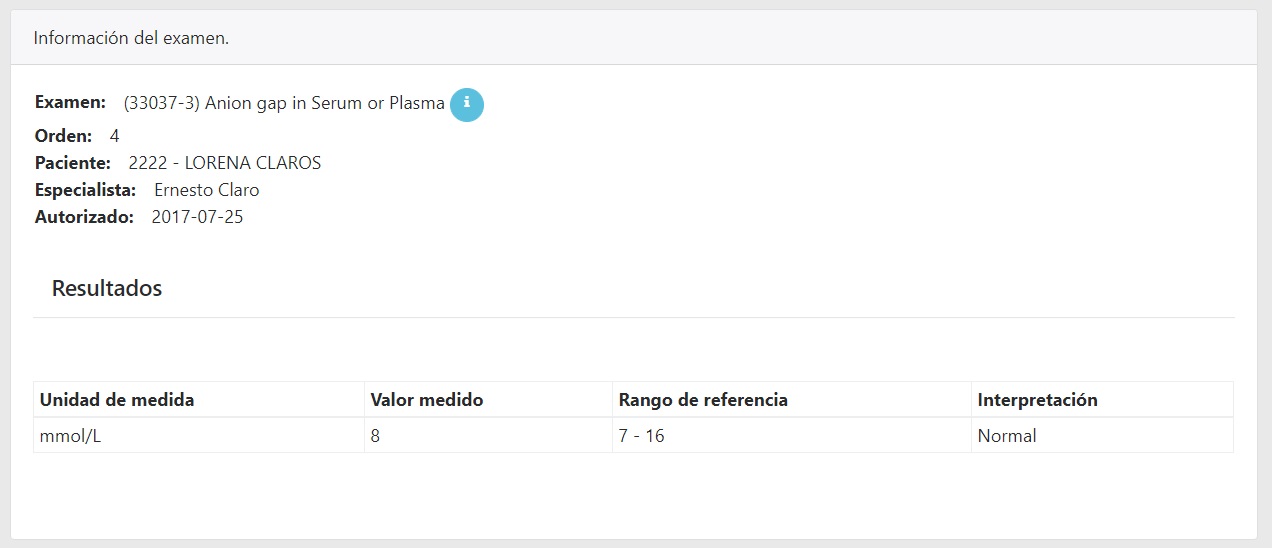 Información del examen.
Examen: (33037-3) Anion gap in Serum or Plasma i
Orden: 4
Paciente: 2222 - LORENA CLAROS
Especialista: Ernesto Claro
Autorizado: 2017-07-25
Resultados
Unidad de medida Valor medido Rango de referencia Interpretación
mmol/L 8 7 - 16 Normal